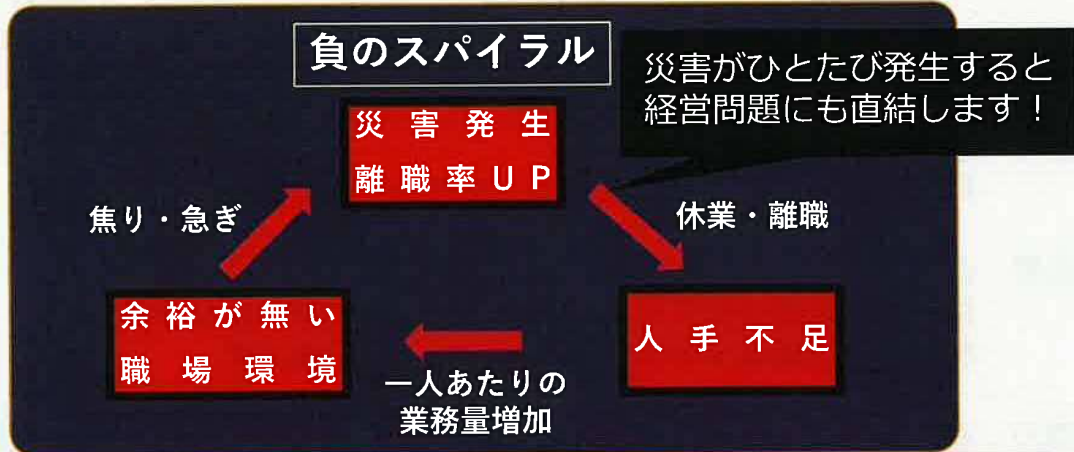 負のスパイラル
災害がひとたび発生すると
経営問題にも直結します！
災害発生
離職率UP
焦り・急ぎ
休業・離職
余裕が無い
職場環境
人手不足
一人あたりの
業務量増加